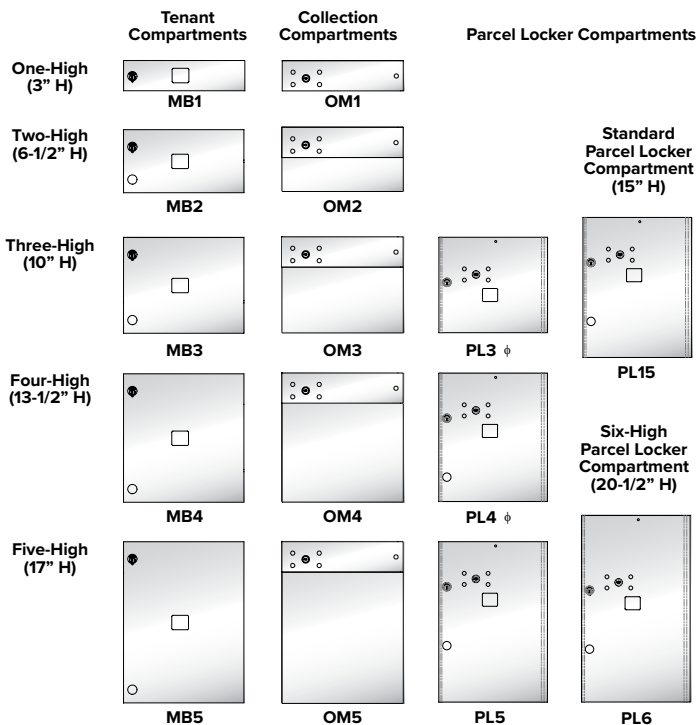 Tenant
Compartments
Collection
Compartments
Parcel Locker Compartments
One-High
(3” H)
MB1
OM1
Two-High
(6-1/2” H)
MB2
OM2
Standard
Parcel Locker
Compartment
(15” H)
Three-High
(10” H)
MB3
OM3
PL3 ϕ
PL15
Four-High
(13-1/2” H)
MB4
OM4
PL4 ϕ
Six-High
Parcel Locker
Compartment
(20-1/2” H)
Five-High
(17” H)
MB5
OM5
PL5
PL6